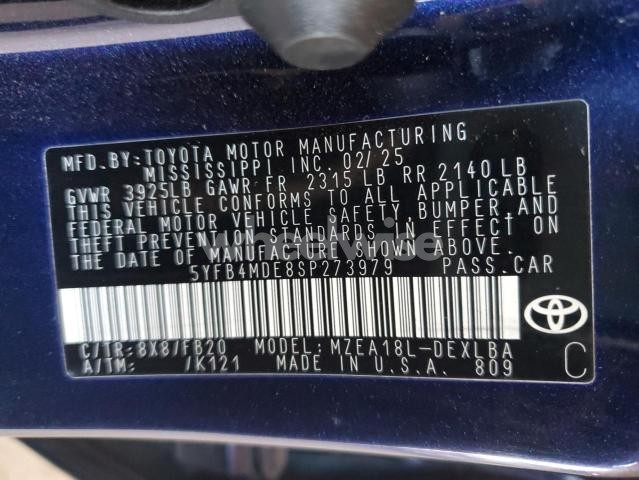 MFD. BY: TOYOTA MOTOR MANUFACTURING
MISSISSIPPI INC. 02/25
GVWR 3925LB GAWR FR 2315 LB RR 2140 LB
THIS VEHICLE CONFORMS TO ALL APPLICABLE
FEDERAL MOTOR VEHICLE SAFETY, BUMPER, AND
THEFT PREVENTION STANDARDS IN EFFECT ON
THE DATE OF MANUFACTURE SHOWN ABOVE.
5YFB4MDE8SP273979 PASS.CAR
C/TR: 8X8/FB20 MODEL: MZEA18L-DEXLBA
A/TM: /K121 MADE IN U.S.A. 809
C
TOYOTA